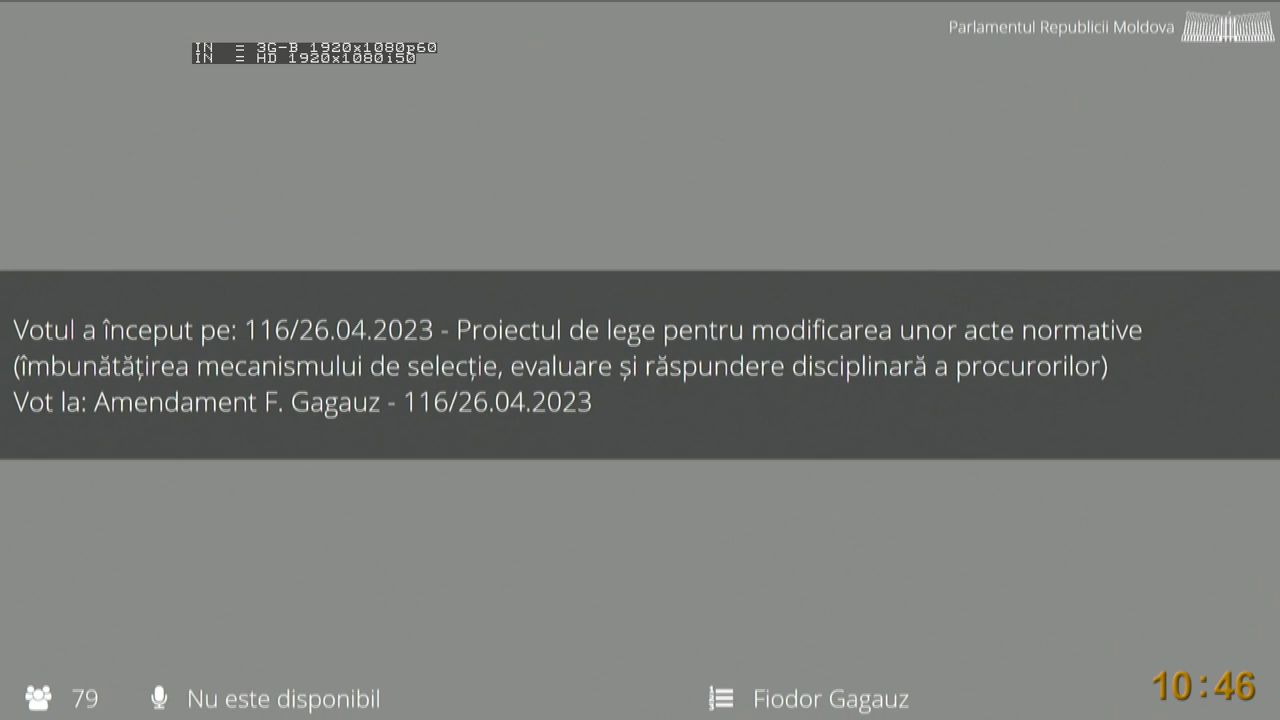 Parlamentul Republicii Moldova
IN = 3G-B 1920x1080p60
IN = HD 1920x1080i50
Votul a început pe: 116/26.04.2023 - Proiectul de lege pentru modificarea unor acte normative
(îmbunătățirea mecanismului de selecție, evaluare și răspundere disciplinară a procurorilor)
Vot la: Amendament F. Gagauz - 116/26.04.2023
79 Nu este disponibil Fiodor Gagauz 10:46